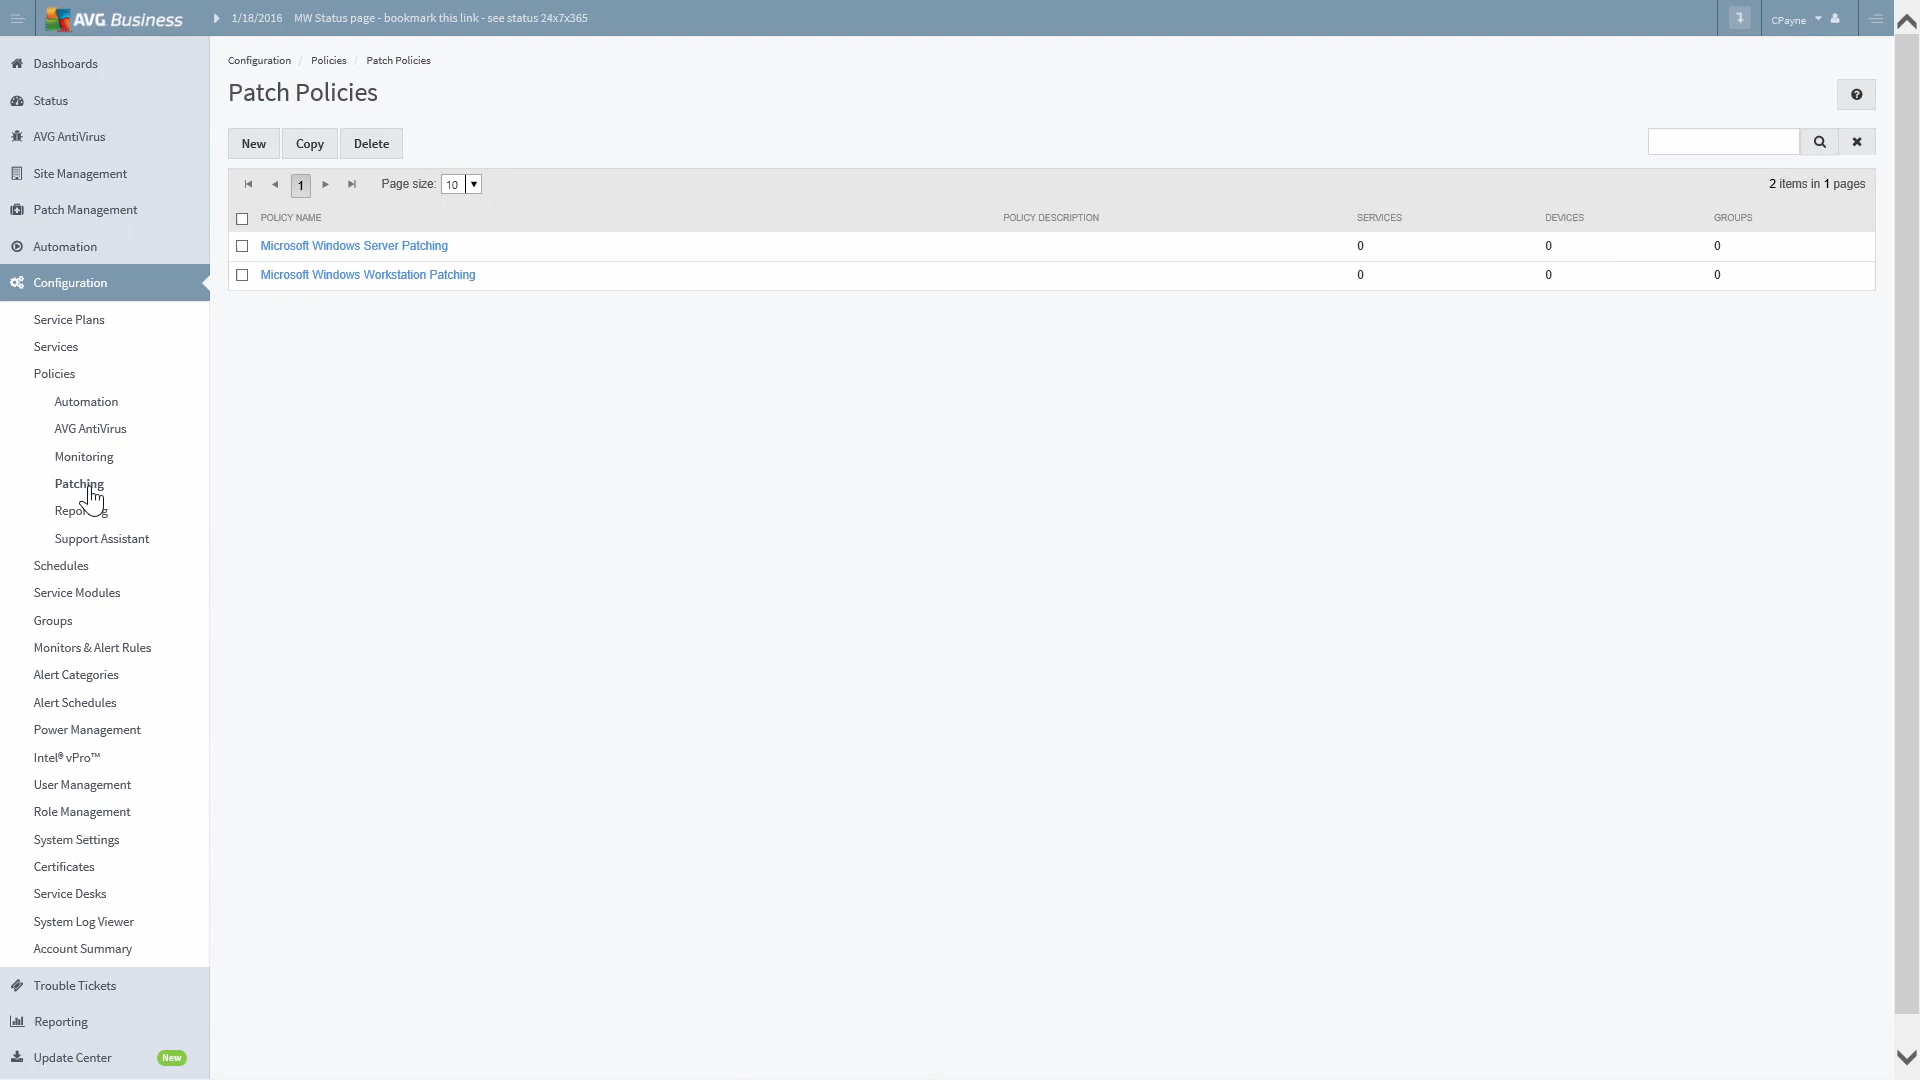 AVG Business
1/18/2016 MW Status page - bookmark this link - see status 24x7x365
CPayne
Dashboards
Status
AVG AntiVirus
Site Management
Patch Management
Automation
Configuration
Service Plans
Services
Policies
Automation
AVG AntiVirus
Monitoring
Patching
Support Assistant
Schedules
Service Modules
Groups
Monitors & Alert Rules
Alert Categories
Alert Schedules
Power Management
Intel® vPro™
User Management
Role Management
System Settings
Certificates
Service Desks
System Log Viewer
Account Summary
Trouble Tickets
Reporting
Update Center New
Configuration / Policies / Patch Policies
Patch Policies
New Copy Delete
1 Page size: 10 2 items in 1 pages
POLICY NAME POLICY DESCRIPTION SERVICES DEVICES GROUPS
Microsoft Windows Server Patching 0 0 0
Microsoft Windows Workstation Patching 0 0 0